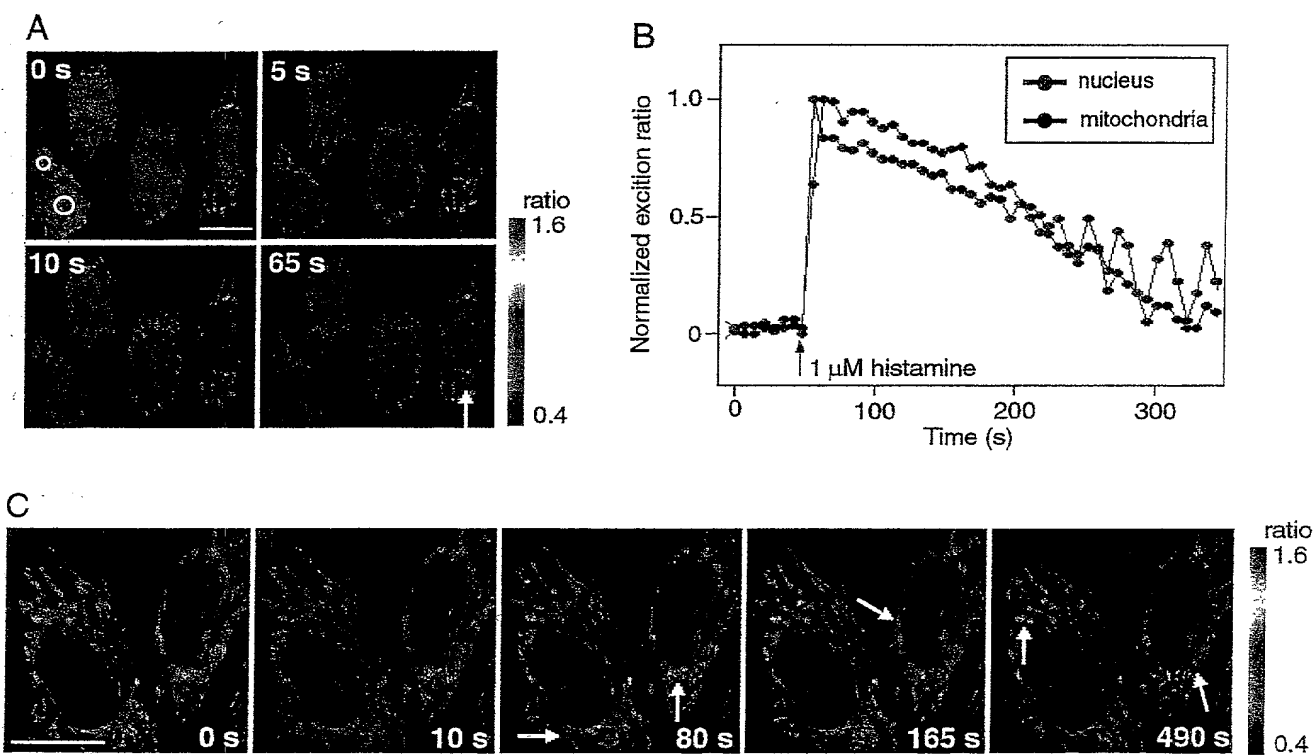 A
0 s
5 s
10 s
65 s
ratio
1.6
0.4
B
Normalized excition ratio
1.0
0.5
0
nucleus
mitochondria
1 μM histamine
0
100
200
300
Time (s)
C
0 s
10 s
80 s
165 s
490 s
ratio
1.6
0.4